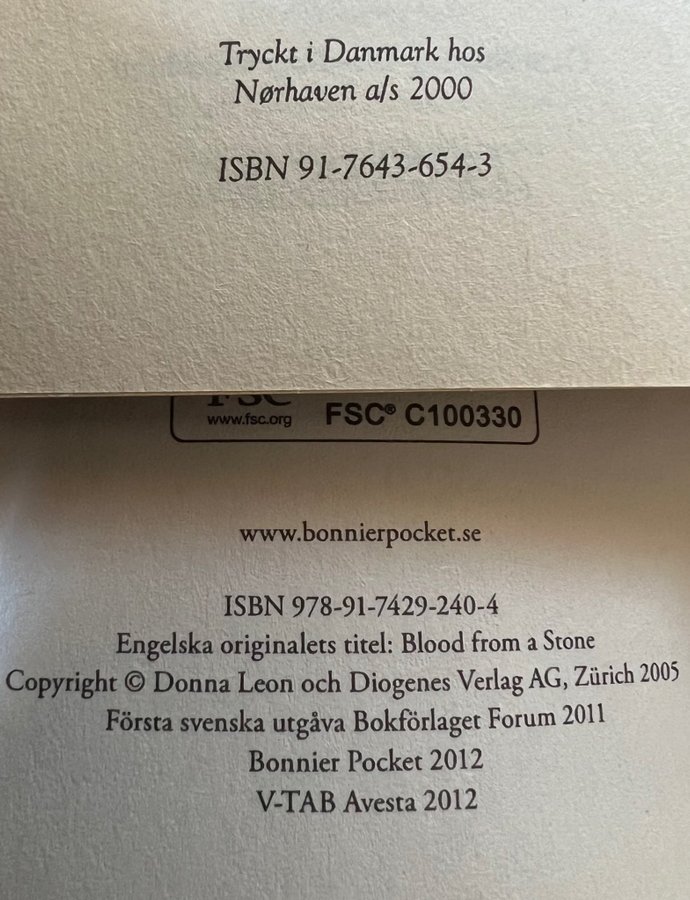 Tryckt i Danmark hos
Nørhaven a/s 2000
ISBN 91-7643-654-3
FSC
www.fsc.org FSC® C100330
www.bonnierpocket.se
ISBN 978-91-7429-240-4
Engelska originalets titel: Blood from a Stone
Copyright © Donna Leon och Diogenes Verlag AG, Zürich 2005
Första svenska utgåva Bokförlaget Forum 2011
Bonnier Pocket 2012
V-TAB Avesta 2012